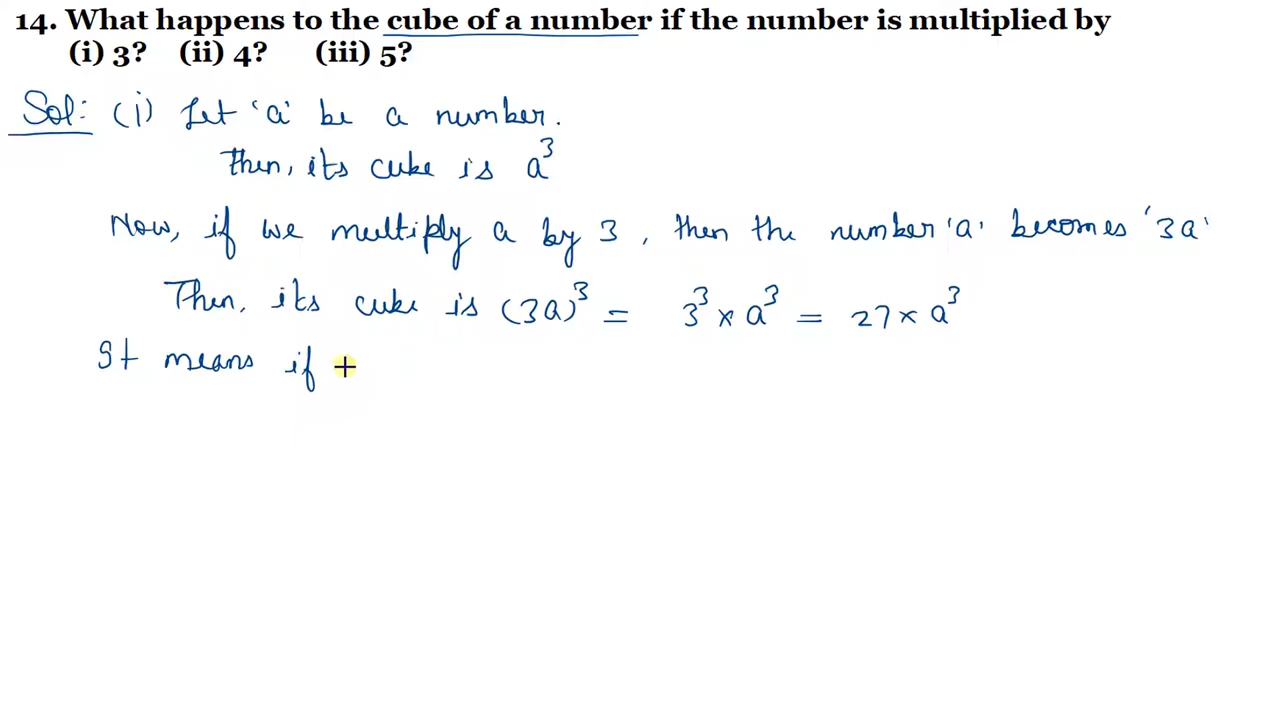 14. What happens to the cube of a number if the number is multiplied by
(i) 3? (ii) 4? (iii) 5?
Sol: (i) Let 'a' be a number.
Then, its cube is a³
Now, if we multiply a by 3, then the number 'a' becomes '3a'
Then, its cube is (3a)³ = 3³ × a³ = 27 × a³
It means if